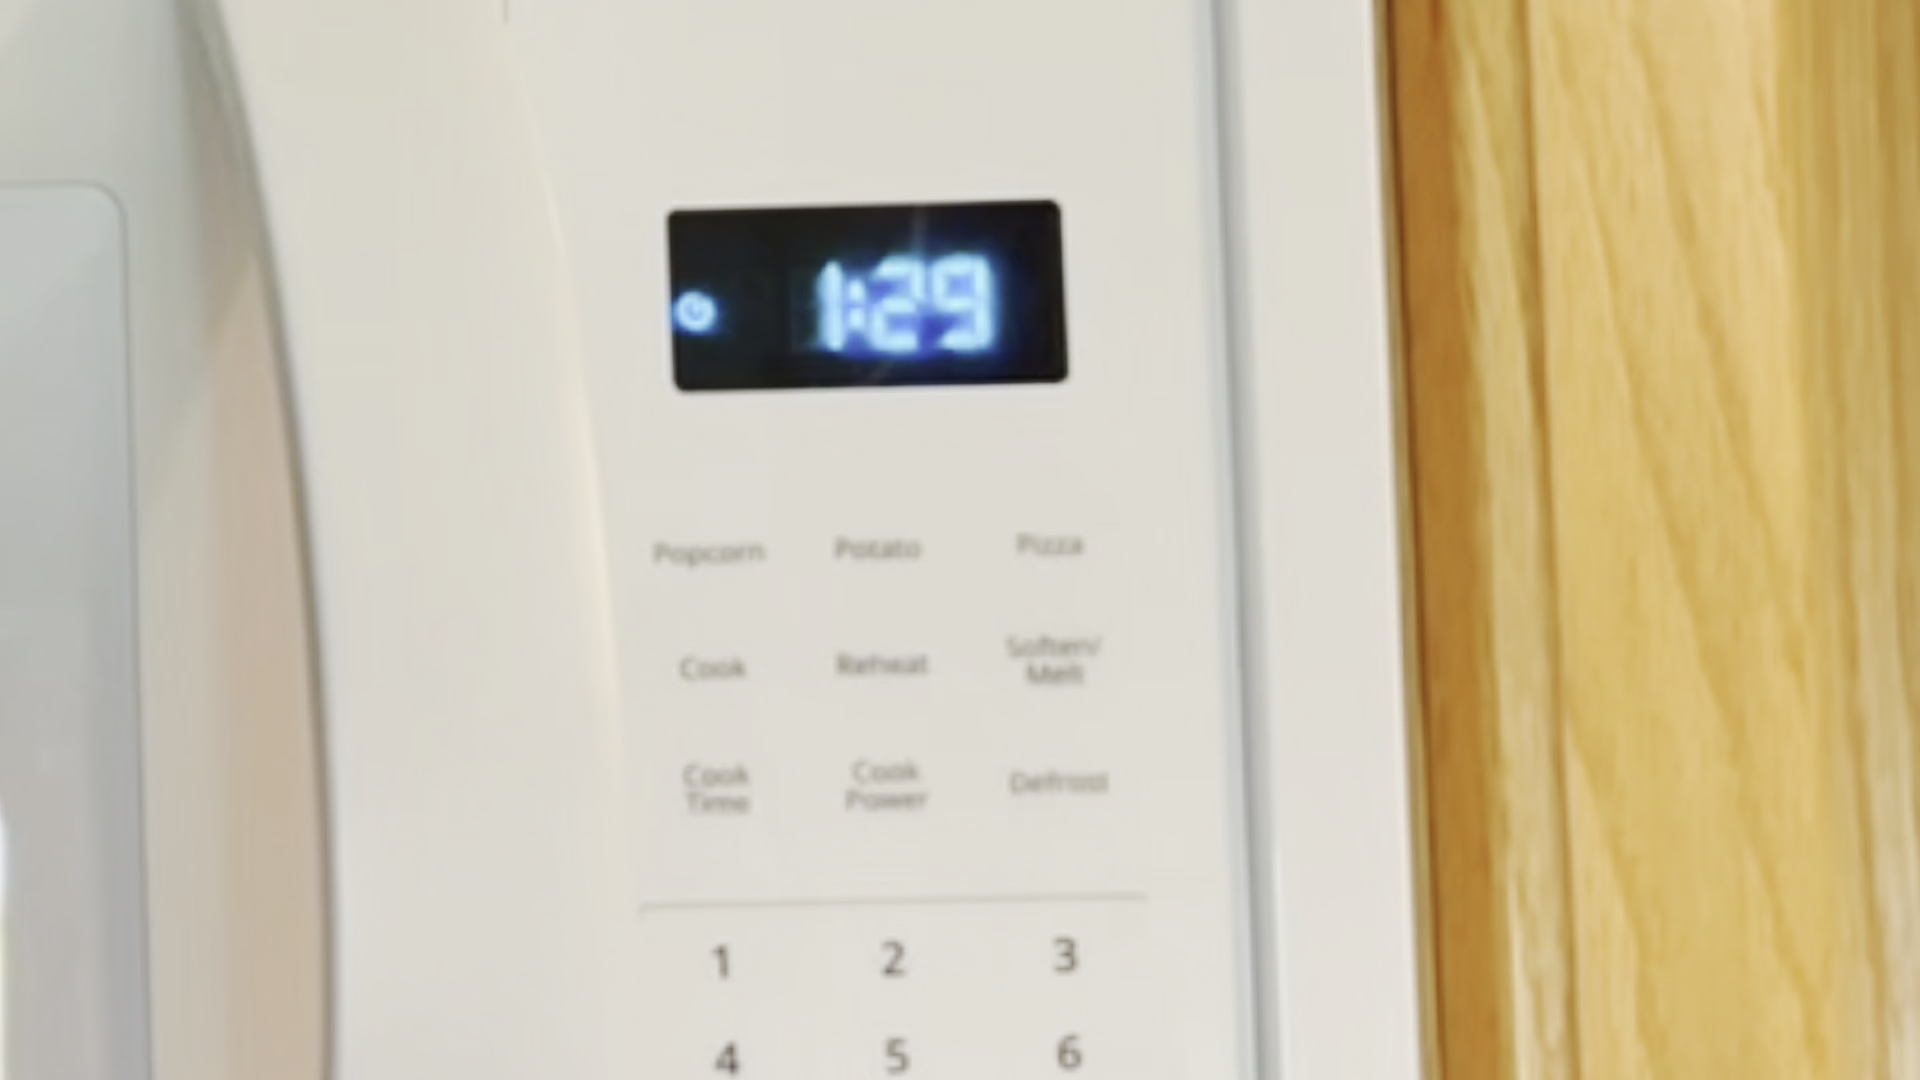 1:29
Popcorn Potato Pizza
Cook Reheat Soften/
Melt
Cook Time Cook Power Defrost
1 2 3
4 5 6